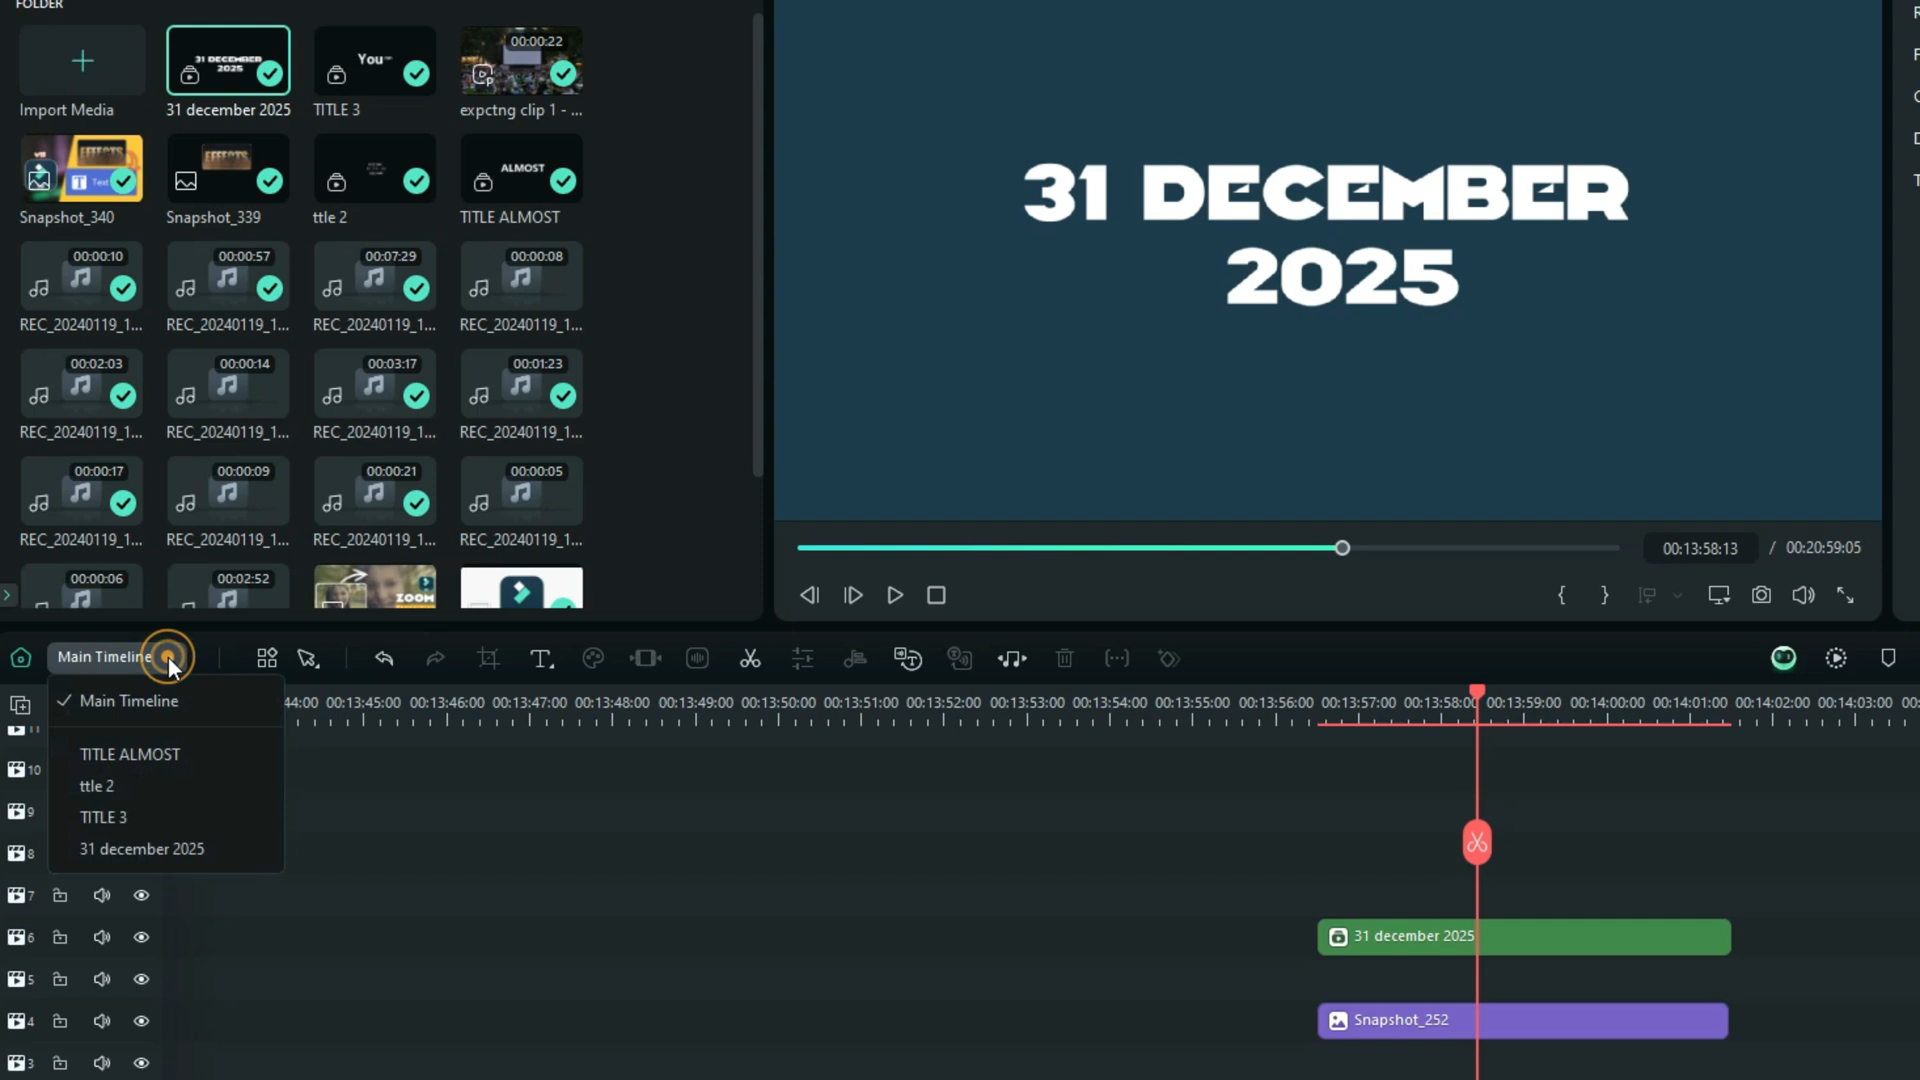 FOLDER
00:00:22
31 DECEMBER
2025
You
Import Media
31 december 2025
TITLE 3
expctng clip 1 - ...
EFFECTS
EFFECTS
ALMOST
Snapshot_340
Snapshot_339
ttle 2
TITLE ALMOST
00:00:10
00:00:57
00:07:29
00:00:08
REC_20240119_1...
REC_20240119_1...
REC_20240119_1...
REC_20240119_1...
00:02:03
00:00:14
00:03:17
00:01:23
REC_20240119_1...
REC_20240119_1...
REC_20240119_1...
REC_20240119_1...
00:00:17
00:00:09
00:00:21
00:00:05
REC_20240119_1...
REC_20240119_1...
REC_20240119_1...
REC_20240119_1...
00:00:06
00:02:52
ZOOM
31 DECEMBER
2025
00:13:58:13 / 00:20:59:05
Main Timeline
Main Timeline
TITLE ALMOST
ttle 2
TITLE 3
31 december 2025
44:00 00:13:45:00 00:13:46:00 00:13:47:00 00:13:48:00 00:13:49:00 00:13:50:00 00:13:51:00 00:13:52:00 00:13:53:00 00:13:54:00 00:13:55:00 00:13:56:00 00:13:57:00 00:13:58:00 00:13:59:00 00:14:00:00 00:14:01:00 00:14:02:00 00:14:03:00 00:
10
9
8
7
6
31 december 2025
5
4
Snapshot_252
3